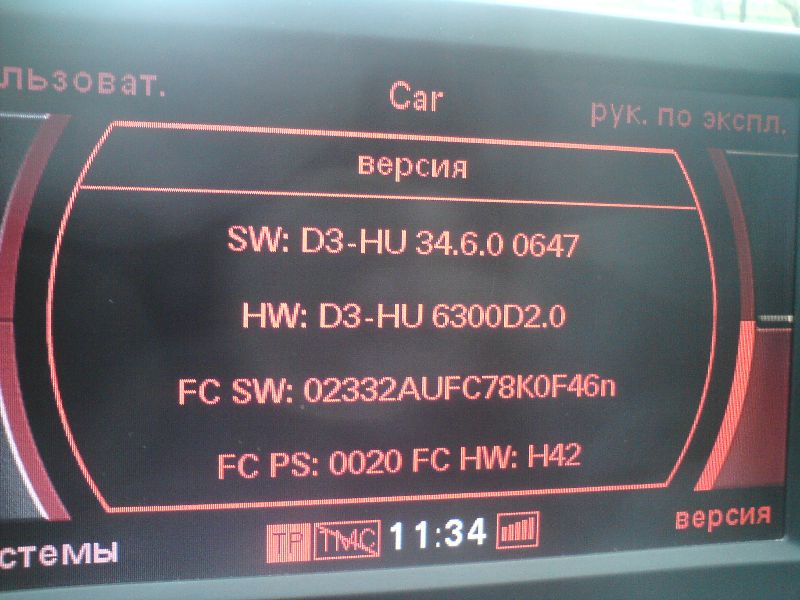 льзоват.
Car
рук. по экспл.
версия
SW: D3-HU 34.6.0 0647
HW: D3-HU 6300D2.0
FC SW: 02332AUFC78K0F46n
FC PS: 0020 FC HW: H42
стемы
TP TMC 11:34
версия